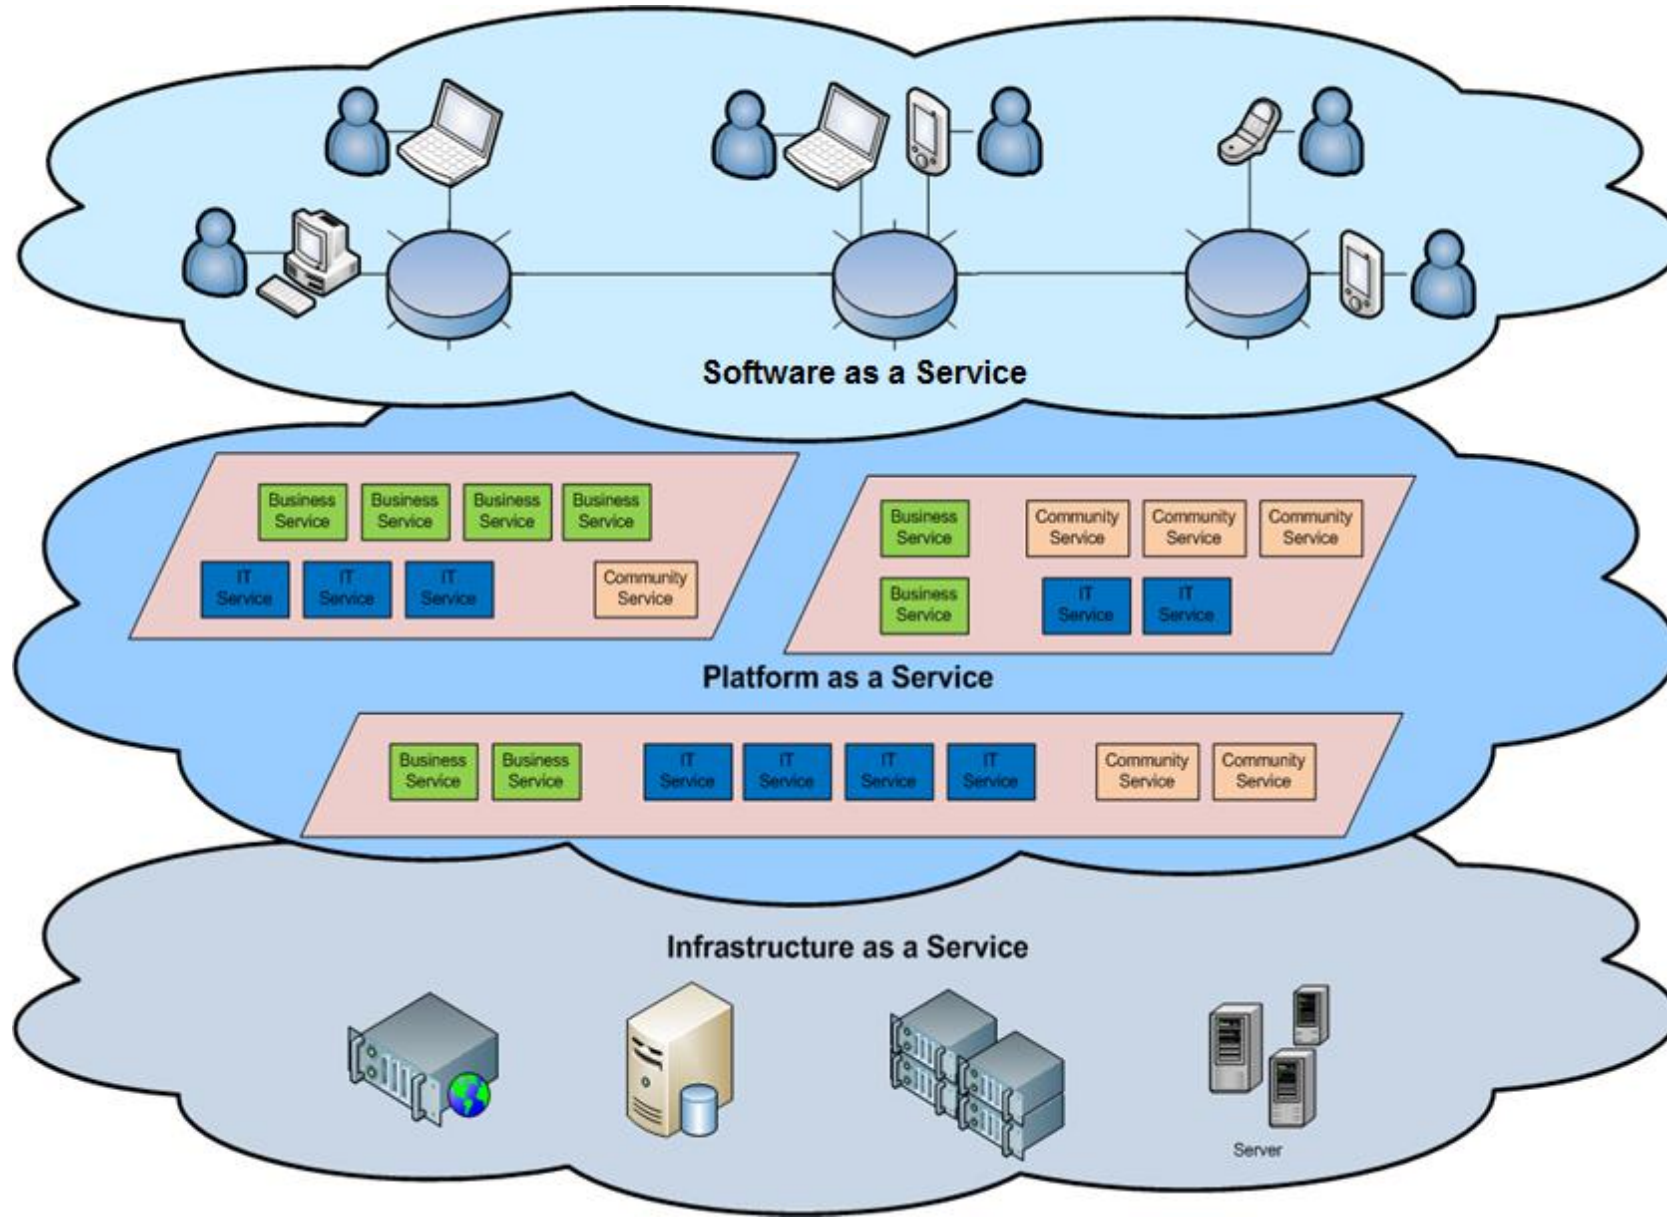 Software as a Service
Business
Service
Business
Service
Business
Service
Business
Service
IT
Service
IT
Service
IT
Service
Community
Service
Business
Service
Community
Service
Community
Service
Community
Service
Business
Service
IT
Service
IT
Service
Platform as a Service
Business
Service
Business
Service
IT
Service
IT
Service
IT
Service
IT
Service
Community
Service
Community
Service
Infrastructure as a Service
Server